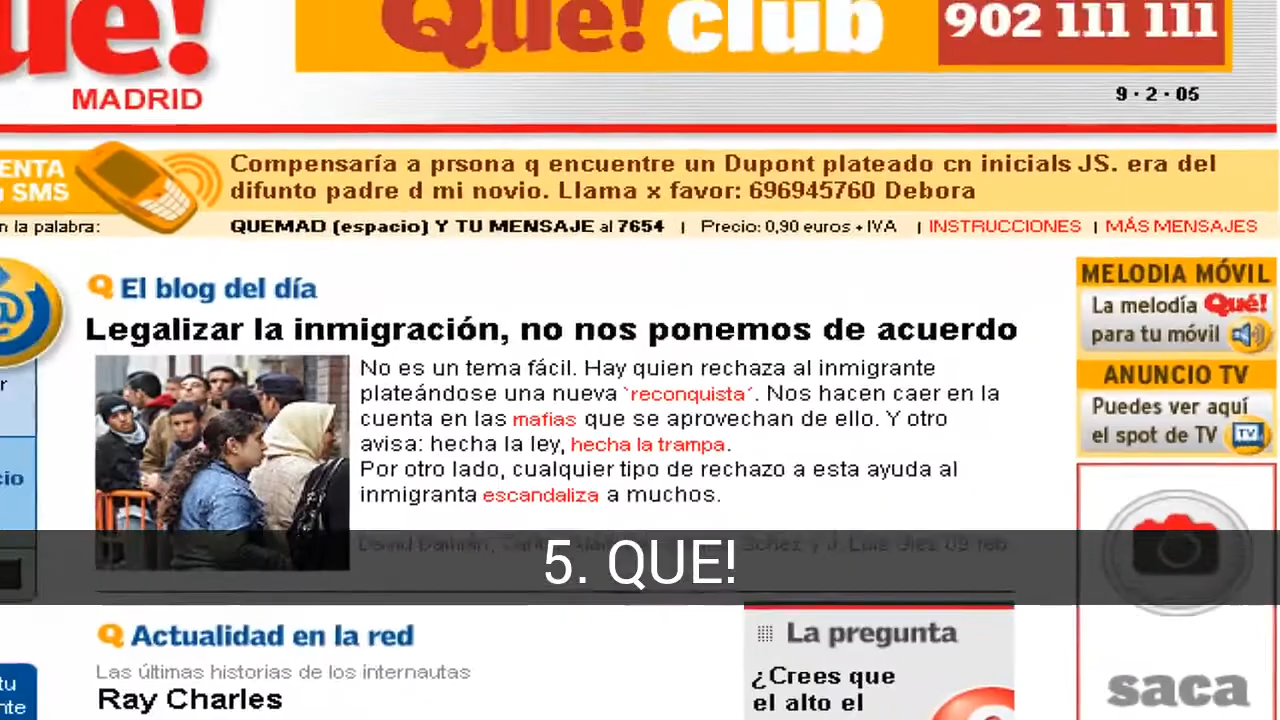 ue!
MADRID
Qué! club
902 111 111
9 · 2 · 05
ENTA
SMS
Compensaría a prsona q encuentre un Dupont plateado cn inicials JS. era del
difunto padre d mi novio. Llama x favor: 696945760 Debora
n la palabra:
QUEMAD (espacio) Y TU MENSAJE al 7654 | Precio: 0,90 euros + IVA | INSTRUCCIONES | MÁS MENSAJES
El blog del día
Legalizar la inmigración, no nos ponemos de acuerdo
No es un tema fácil. Hay quien rechaza al inmigrante
plateándose una nueva `reconquista´. Nos hacen caer en la
cuenta en las mafias que se aprovechan de ello. Y otro
avisa: hecha la ley, hecha la trampa.
Por otro lado, cualquier tipo de rechazo a esta ayuda al
inmigranta escandaliza a muchos.
MELODIA MÓVIL
La melodía Qué!
para tu móvil
ANUNCIO TV
Puedes ver aquí
el spot de TV
TV
r
cio
5. QUE!
Actualidad en la red
Las últimas historias de los internautas
Ray Charles
La pregunta
¿Crees que
el alto el
saca
tu
nte